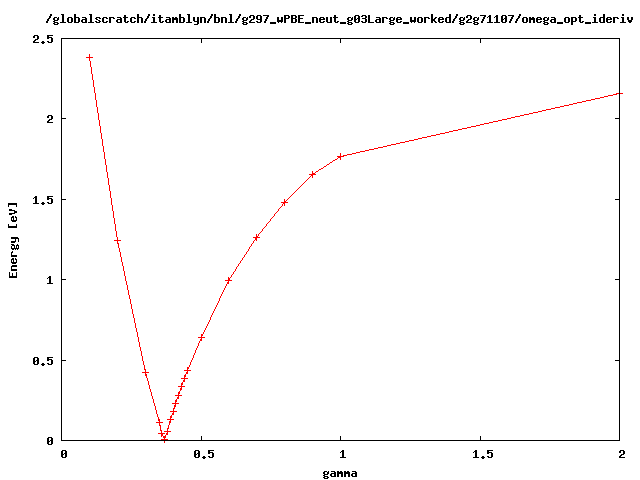 /globalscratch/itamblyn/bnl/g297_wPBE_neut_g03Large_worked/g2g71107/omega_opt_ideriv
2.5
2
1.5
1
0.5
0
Energy [eV]
0 0.5 1 1.5 2
gamma